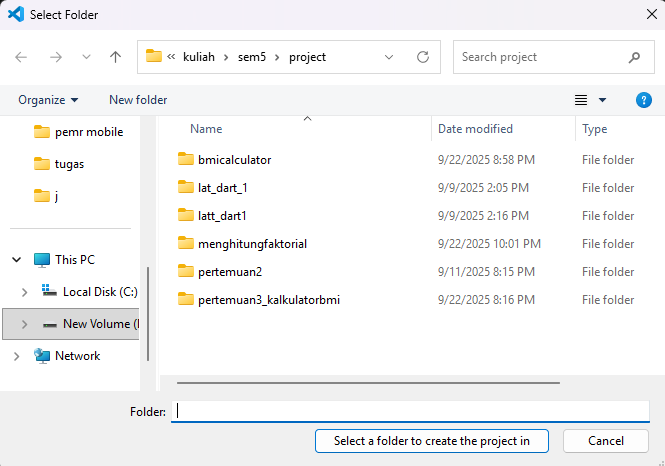 Select Folder
« kuliah › sem5 › project
Search project
Organize
New folder
Name
Date modified
Type
pemr mobile
tugas
j
This PC
Local Disk (C:)
New Volume (
Network
bmicalculator 9/22/2025 8:58 PM File folder
lat_dart_1 9/9/2025 2:05 PM File folder
latt_dart1 9/9/2025 2:16 PM File folder
menghitungfaktorial 9/22/2025 10:01 PM File folder
pertemuan2 9/11/2025 8:15 PM File folder
pertemuan3_kalkulatorbmi 9/22/2025 8:16 PM File folder
Folder:
Select a folder to create the project in
Cancel